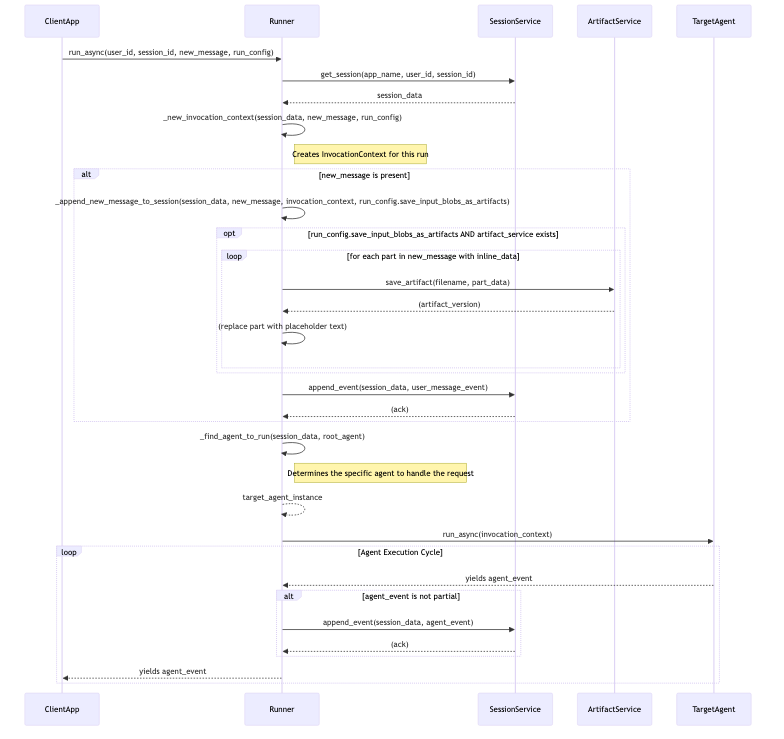 ClientApp Runner SessionService ArtifactService TargetAgent
run_async(user_id, session_id, new_message, run_config)
get_session(app_name, user_id, session_id)
session_data
_new_invocation_context(session_data, new_message, run_config)
Creates InvocationContext for this run
alt [new_message is present]
_append_new_message_to_session(session_data, new_message, invocation_context, run_config.save_input_blobs_as_artifacts)
opt [run_config.save_input_blobs_as_artifacts AND artifact_service exists]
loop [for each part in new_message with inline_data]
save_artifact(filename, part_data)
(artifact_version)
(replace part with placeholder text)
append_event(session_data, user_message_event)
(ack)
_find_agent_to_run(session_data, root_agent)
Determines the specific agent to handle the request
target_agent_instance
run_async(invocation_context)
loop [Agent Execution Cycle]
yields agent_event
alt [agent_event is not partial]
append_event(session_data, agent_event)
(ack)
yields agent_event
ClientApp Runner SessionService ArtifactService TargetAgent